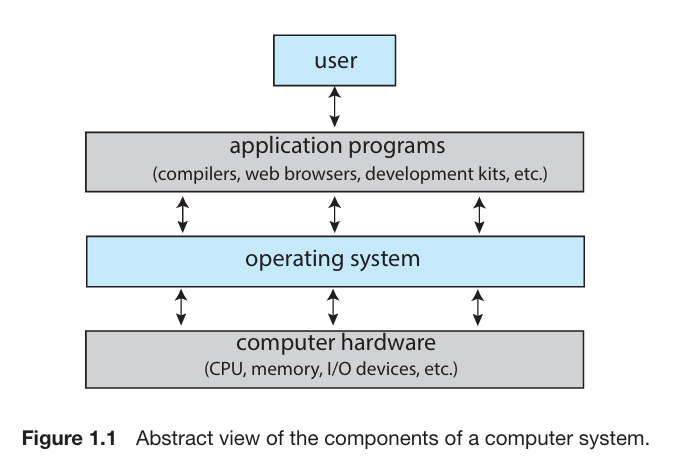 user
application programs
(compilers, web browsers, development kits, etc.)
operating system
computer hardware
(CPU, memory, I/O devices, etc.)
Figure 1.1 Abstract view of the components of a computer system.